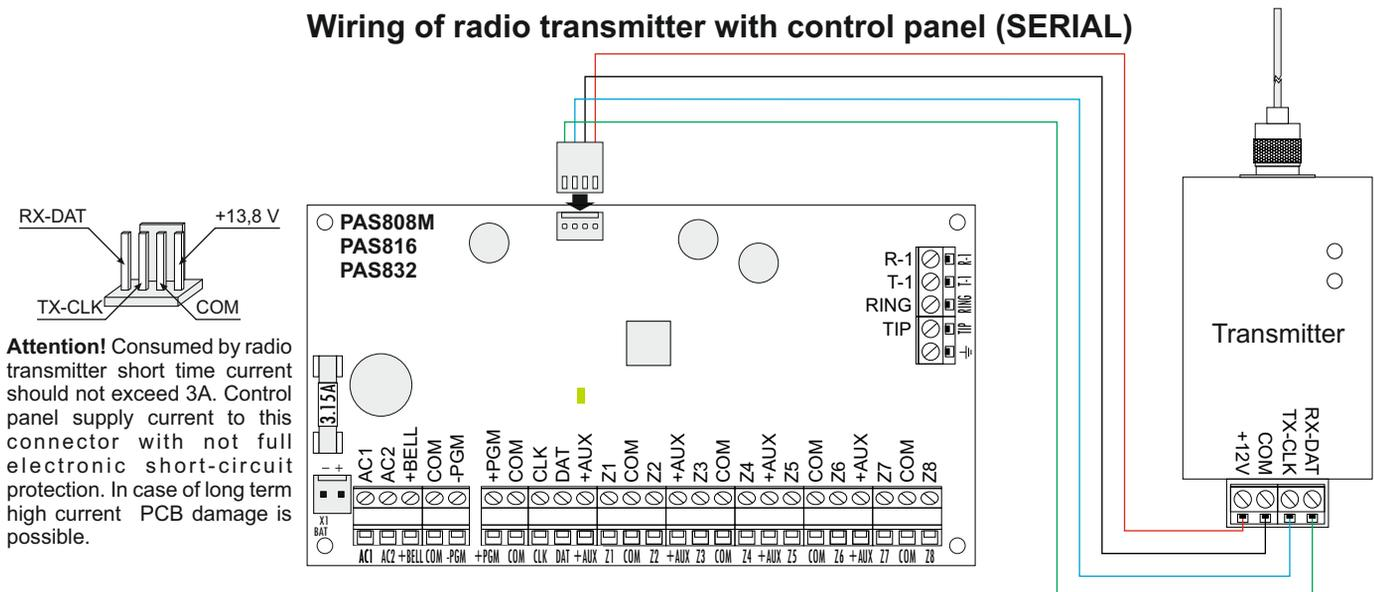 Wiring of radio transmitter with control panel (SERIAL)
RX-DAT
+13,8 V
TX-CLK
COM
Attention! Consumed by radio
transmitter short time current
should not exceed 3A. Control
panel supply current to this
connector with not full
electronic short-circuit
protection. In case of long term
high current PCB damage is
possible.
PAS808M
PAS816
PAS832
R-1 R-1
T-1 T-1
RING RING
TIP TIP
3.15A
- +
X1
BAT
AC1 AC2 +BELL COM -PGM +PGM COM CLK DAT +AUX Z1 COM Z2 +AUX Z3 COM Z4 +AUX Z5 COM Z6 +AUX Z7 COM Z8
AC1 AC2 +BELL COM -PGM +PGM COM CLK DAT +AUX Z1 COM Z2 +AUX Z3 COM Z4 +AUX Z5 COM Z6 +AUX Z7 COM Z8
Transmitter
+12V COM TX-CLK RX-DAT